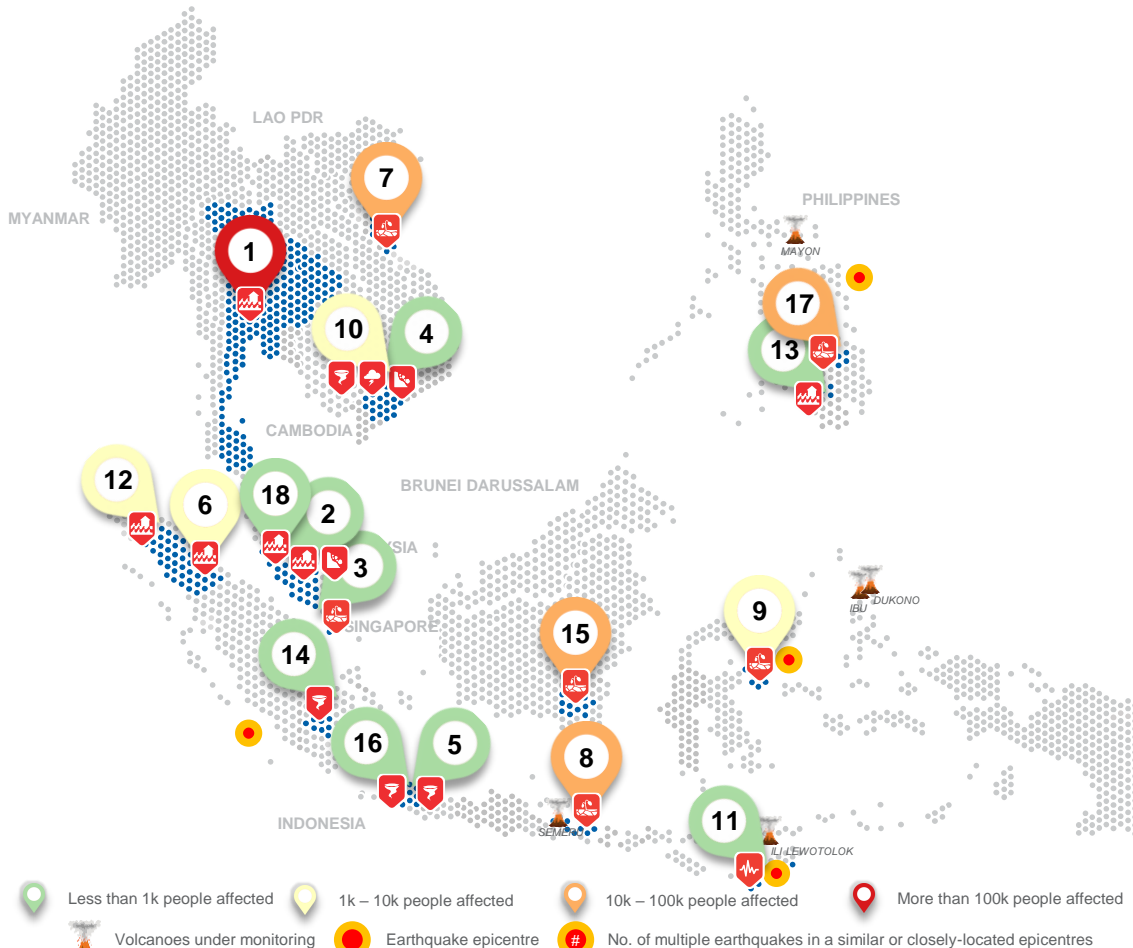 LAO PDR
7
MYANMAR
PHILIPPINES
1
MAYON
17
10
4
13
CAMBODIA
12
BRUNEI DARUSSALAM
6
18
2
YSIA
3
DUKONO
IBU
9
SINGAPORE
15
14
16
5
8
INDONESIA
11
ILI LEWOTOLOK
Less than 1k people affected
1k – 10k people affected
10k – 100k people affected
More than 100k people affected
Volcanoes under monitoring
Earthquake epicentre
#
No. of multiple earthquakes in a similar or closely-located epicentres